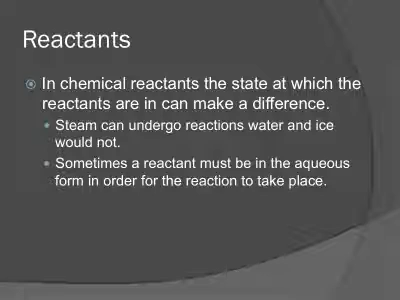 Reactants
In chemical reactants the state at which the
reactants are in can make a difference.
Steam can undergo reactions water and ice
would not.
Sometimes a reactant must be in the aqueous
form in order for the reaction to take place.